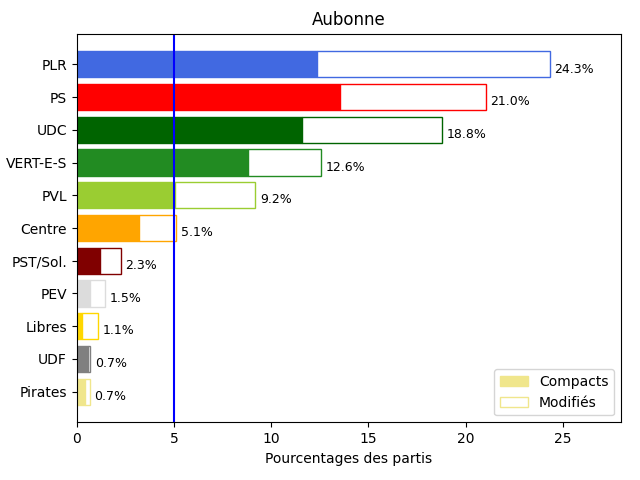 Aubonne
PLR 24.3%
PS 21.0%
UDC 18.8%
VERT-E-S 12.6%
PVL 9.2%
Centre 5.1%
PST/Sol. 2.3%
PEV 1.5%
Libres 1.1%
UDF 0.7%
Pirates 0.7%
Compacts
Modifiés
0 5 10 15 20 25
Pourcentages des partis